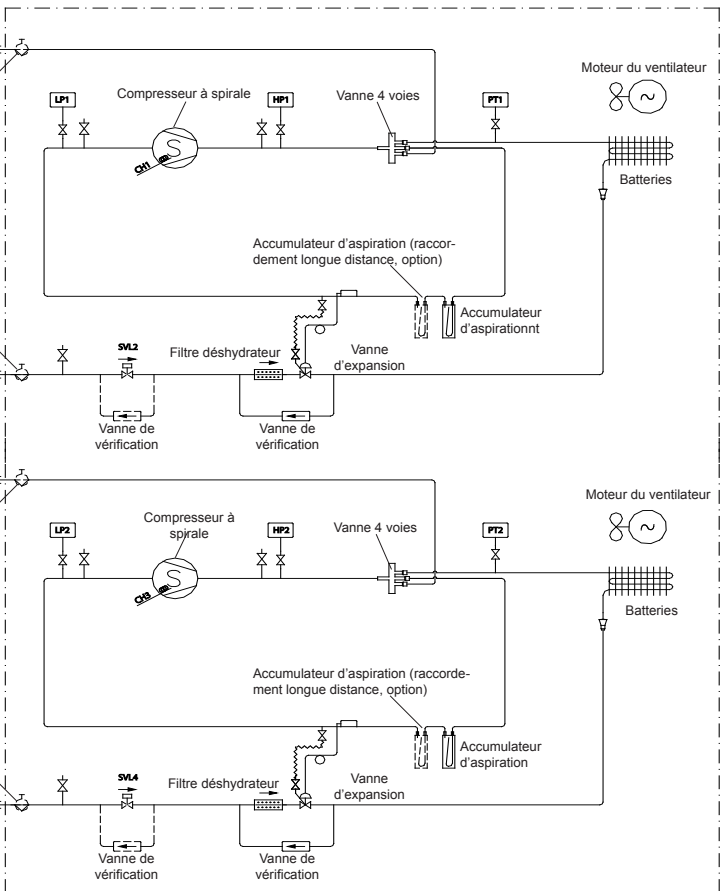 Moteur du ventilateur
Compresseur à spirale
Vanne 4 voies
LP1
HP1
PT1
CH1
Batteries
Accumulateur d'aspiration (raccor-
dement longue distance, option)
Accumulateur
d'aspirationnt
SVL2
Filtre déshydrateur
Vanne
d'expansion
Vanne de
vérification
Vanne de
vérification
Moteur du ventilateur
Compresseur à
spirale
Vanne 4 voies
LP2
HP2
PT2
CH3
Batteries
Accumulateur d'aspiration (raccorde-
ment longue distance, option)
Accumulateur
d'aspiration
SVL4
Filtre déshydrateur
Vanne
d'expansion
Vanne de
vérification
Vanne de
vérification